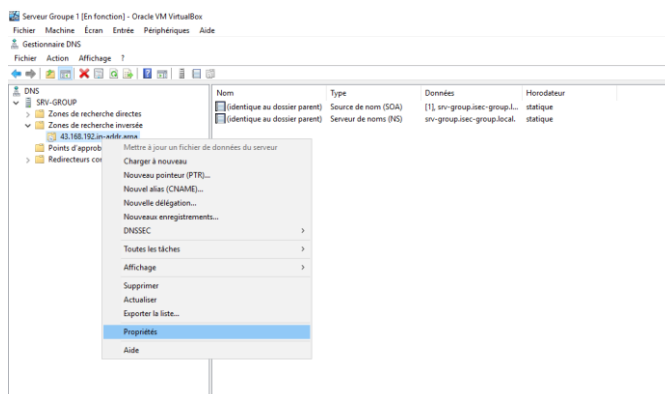 Serveur Groupe 1 [En fonction] - Oracle VM VirtualBox
Fichier Machine Écran Entrée Périphériques Aide
Gestionnaire DNS
Fichier Action Affichage ?
DNS
SRV-GROUP
Zones de recherche directes
Zones de recherche inversée
43.168.192.in-addr.arpa
Points d'approb
Redirecteurs con
Nom Type Données Horodateur
(identique au dossier parent) Source de nom (SOA) [1], srv-group.isec-group.l... statique
(identique au dossier parent) Serveur de noms (NS) srv-group.isec-group.local. statique
Mettre à jour un fichier de données du serveur
Charger à nouveau
Nouveau pointeur (PTR)...
Nouvel alias (CNAME)...
Nouvelle délégation...
Nouveaux enregistrements...
DNSSEC
Toutes les tâches
Affichage
Supprimer
Actualiser
Exporter la liste...
Propriétés
Aide